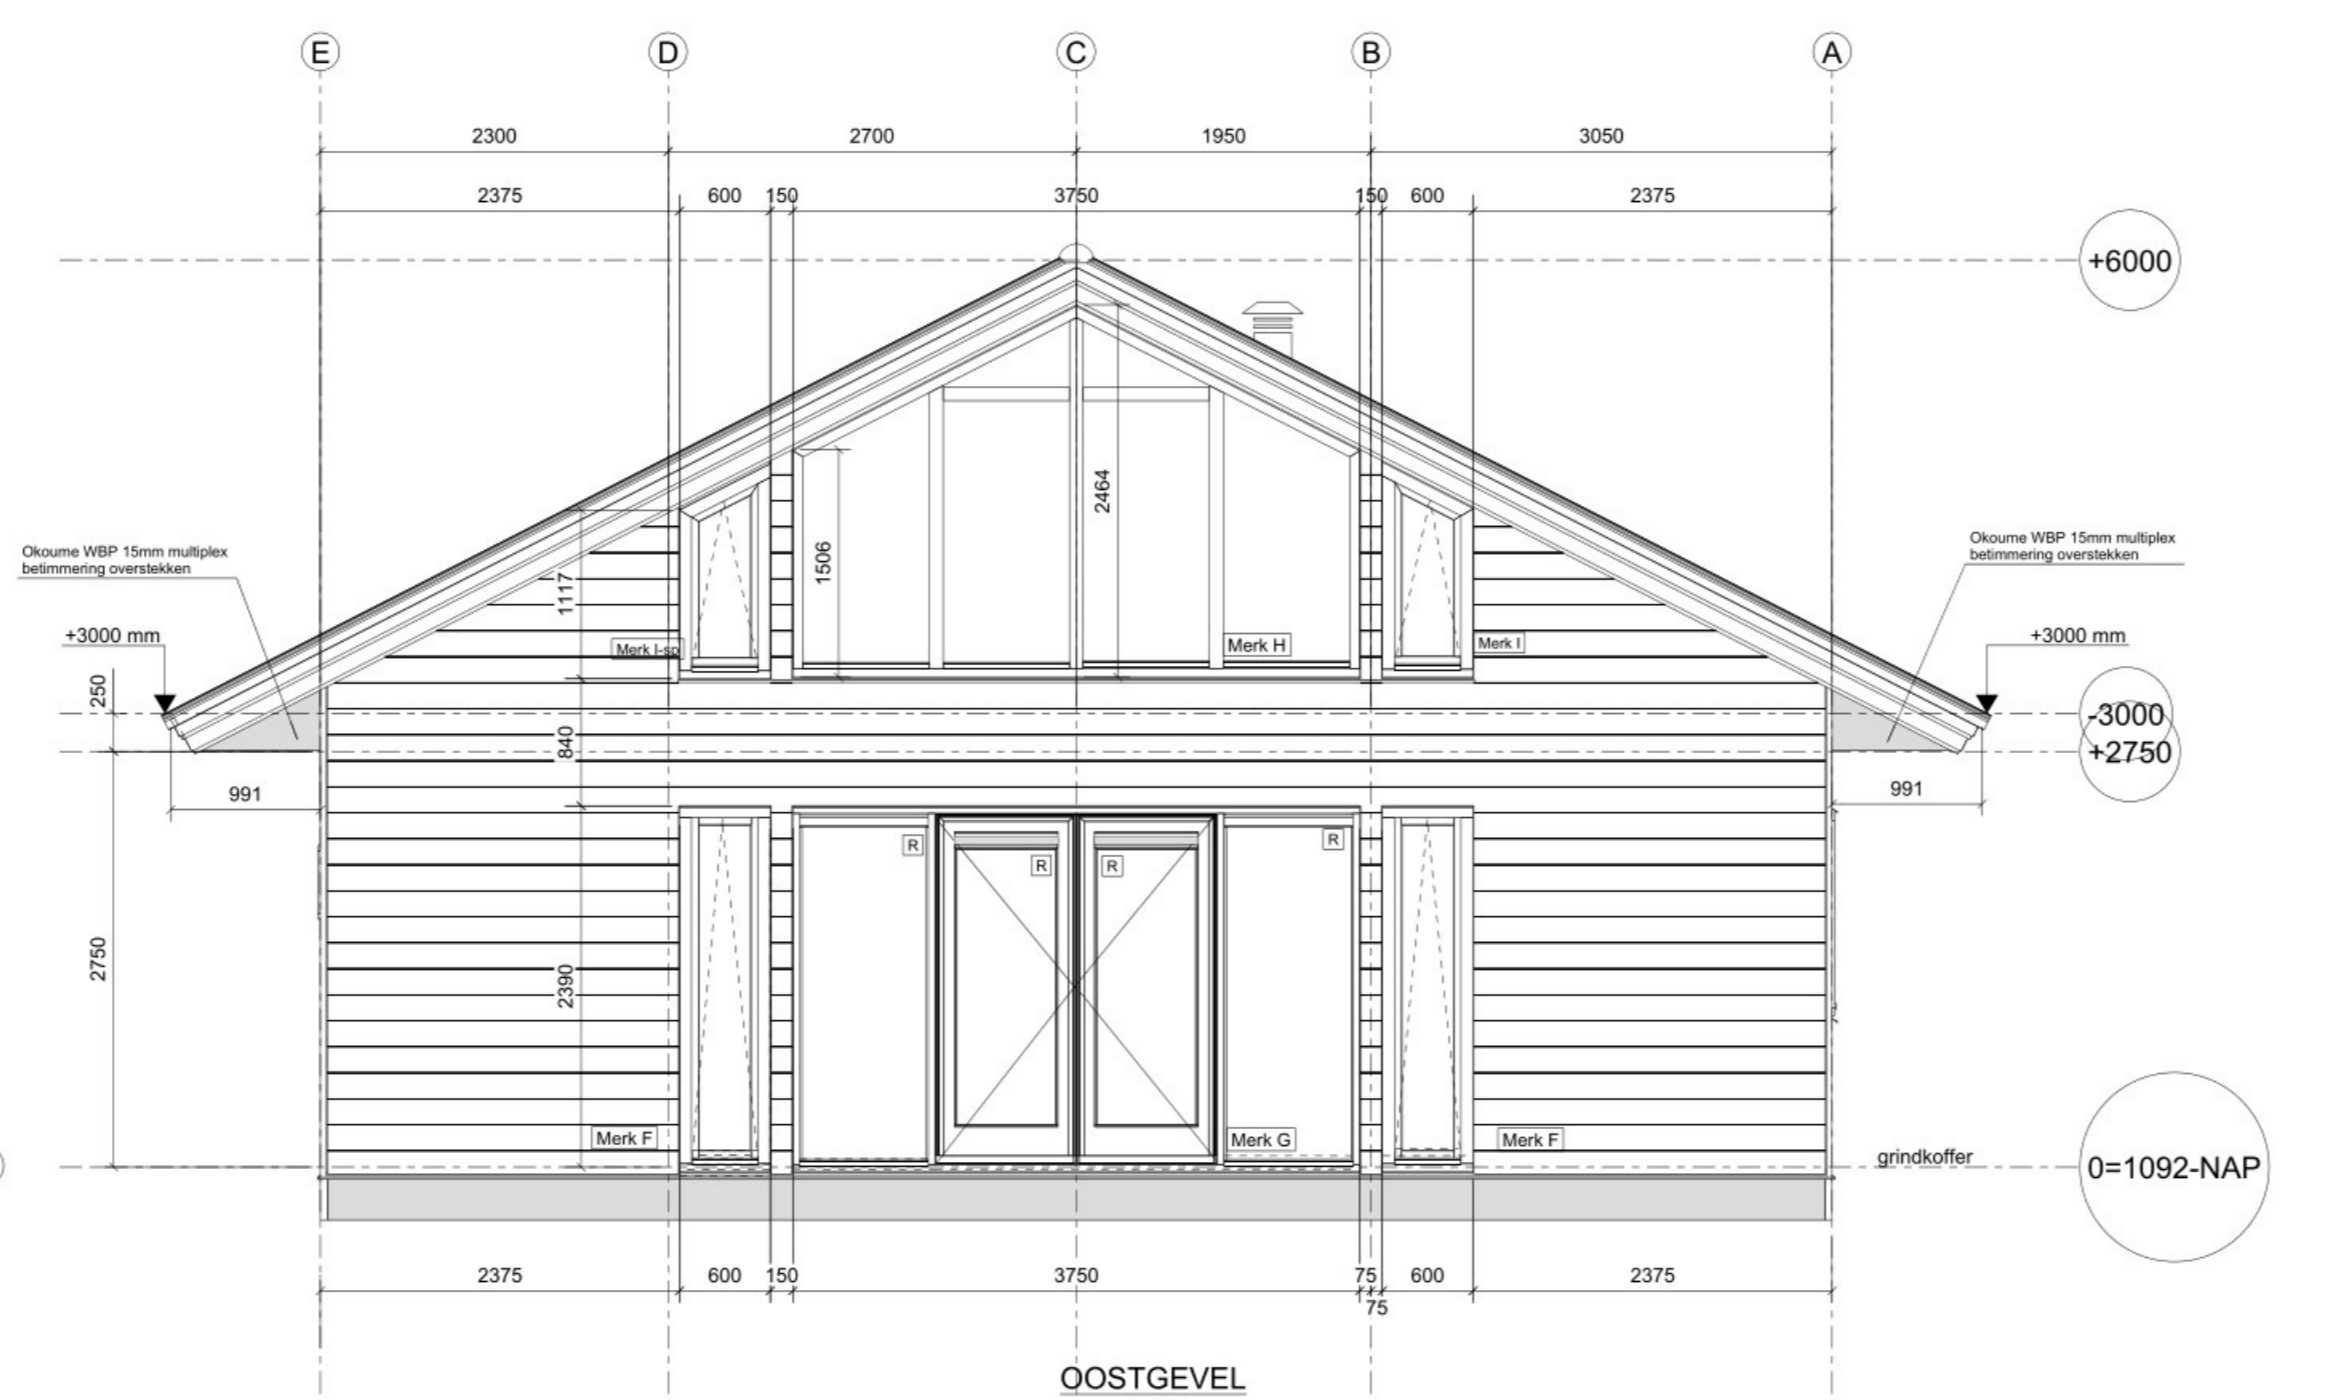 E D C B A
2300 2700 1950 3050
2375 600 150 3750 150 600 2375
+6000
2464
1506
Okoume WBP 15mm multiplex
betimmering overstekken
Okoume WBP 15mm multiplex
betimmering overstekken
1117
+3000 mm
+3000 mm
Merk I-sp
Merk H
Merk I
250
-3000
840
+2750
991
991
R
R
R
R
2750
2390
Merk F
Merk G
Merk F
grindkoffer
0=1092-NAP
2375 600 150 3750 75 600 2375
75
OOSTGEVEL